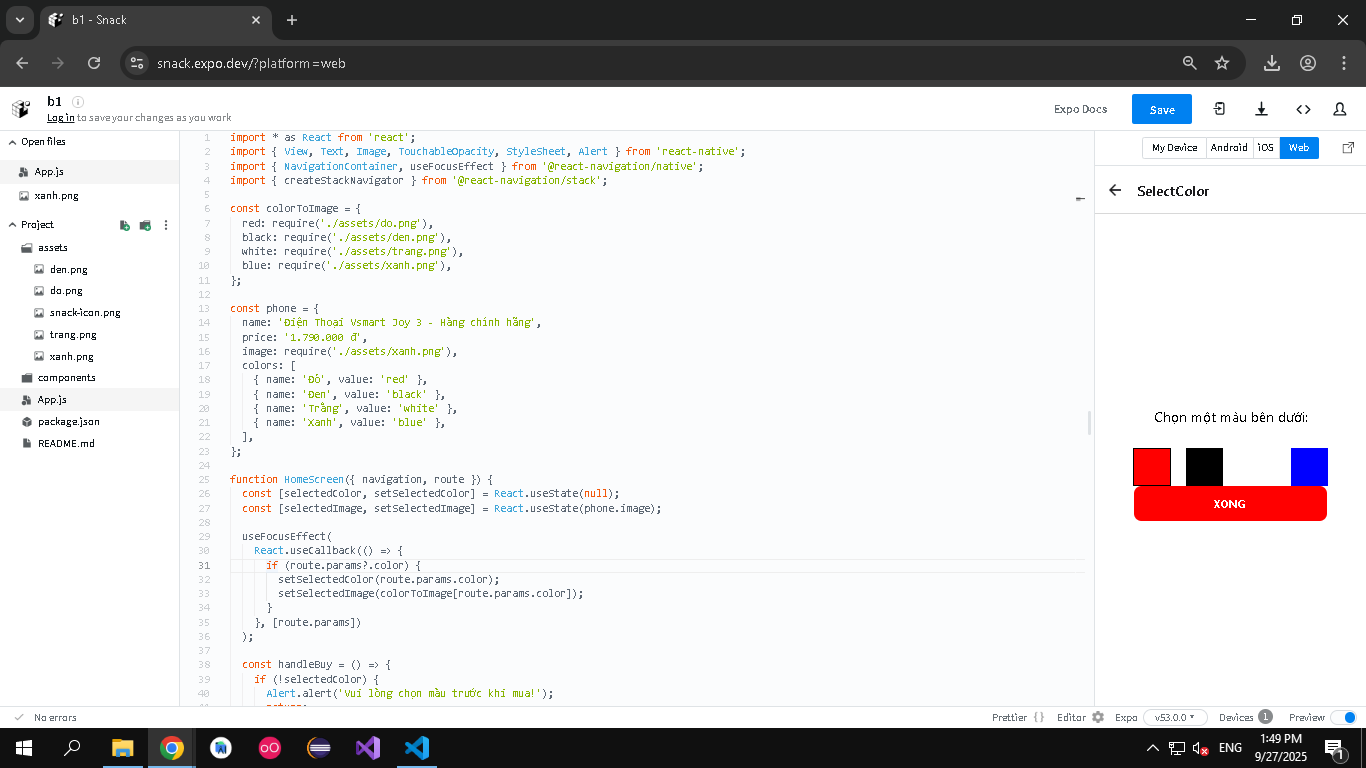 b1 - Snack
snack.expo.dev/?platform=web
b1
Log in to save your changes as you work
Expo Docs
Save
Open files
App.js
xanh.png
Project
assets
den.png
do.png
snack-icon.png
trang.png
xanh.png
components
App.js
package.json
README.md
1 import * as React from 'react';
2 import { View, Text, Image, TouchableOpacity, StyleSheet, Alert } from 'react-native';
3 import { NavigationContainer, useFocusEffect } from '@react-navigation/native';
4 import { createStackNavigator } from '@react-navigation/stack';
5
6 const colorToImage = {
7 red: require('./assets/do.png'),
8 black: require('./assets/den.png'),
9 white: require('./assets/trang.png'),
10 blue: require('./assets/xanh.png'),
11 };
12
13 const phone = {
14 name: 'Điện Thoại Vsmart Joy 3 - Hàng chính hãng',
15 price: '1.790.000 đ',
16 image: require('./assets/xanh.png'),
17 colors: [
18 { name: 'Đỏ', value: 'red' },
19 { name: 'Đen', value: 'black' },
20 { name: 'Trắng', value: 'white' },
21 { name: 'Xanh', value: 'blue' },
22 ],
23 };
24
25 function HomeScreen({ navigation, route }) {
26 const [selectedColor, setSelectedColor] = React.useState(null);
27 const [selectedImage, setSelectedImage] = React.useState(phone.image);
28
29 useFocusEffect(
30 React.useCallback(() => {
31 if (route.params?.color) {
32 setSelectedColor(route.params.color);
33 setSelectedImage(colorToImage[route.params.color]);
34 }
35 }, [route.params])
36 );
37
38 const handleBuy = () => {
39 if (!selectedColor) {
40 Alert.alert('Vui lòng chọn màu trước khi mua!');
My Device
Android
iOS
Web
SelectColor
Chọn một màu bên dưới:
XONG
No errors
Prettier {}
Editor
Expo
v53.0.0
Devices 1
Preview
ENG
1:49 PM
9/27/2025
1